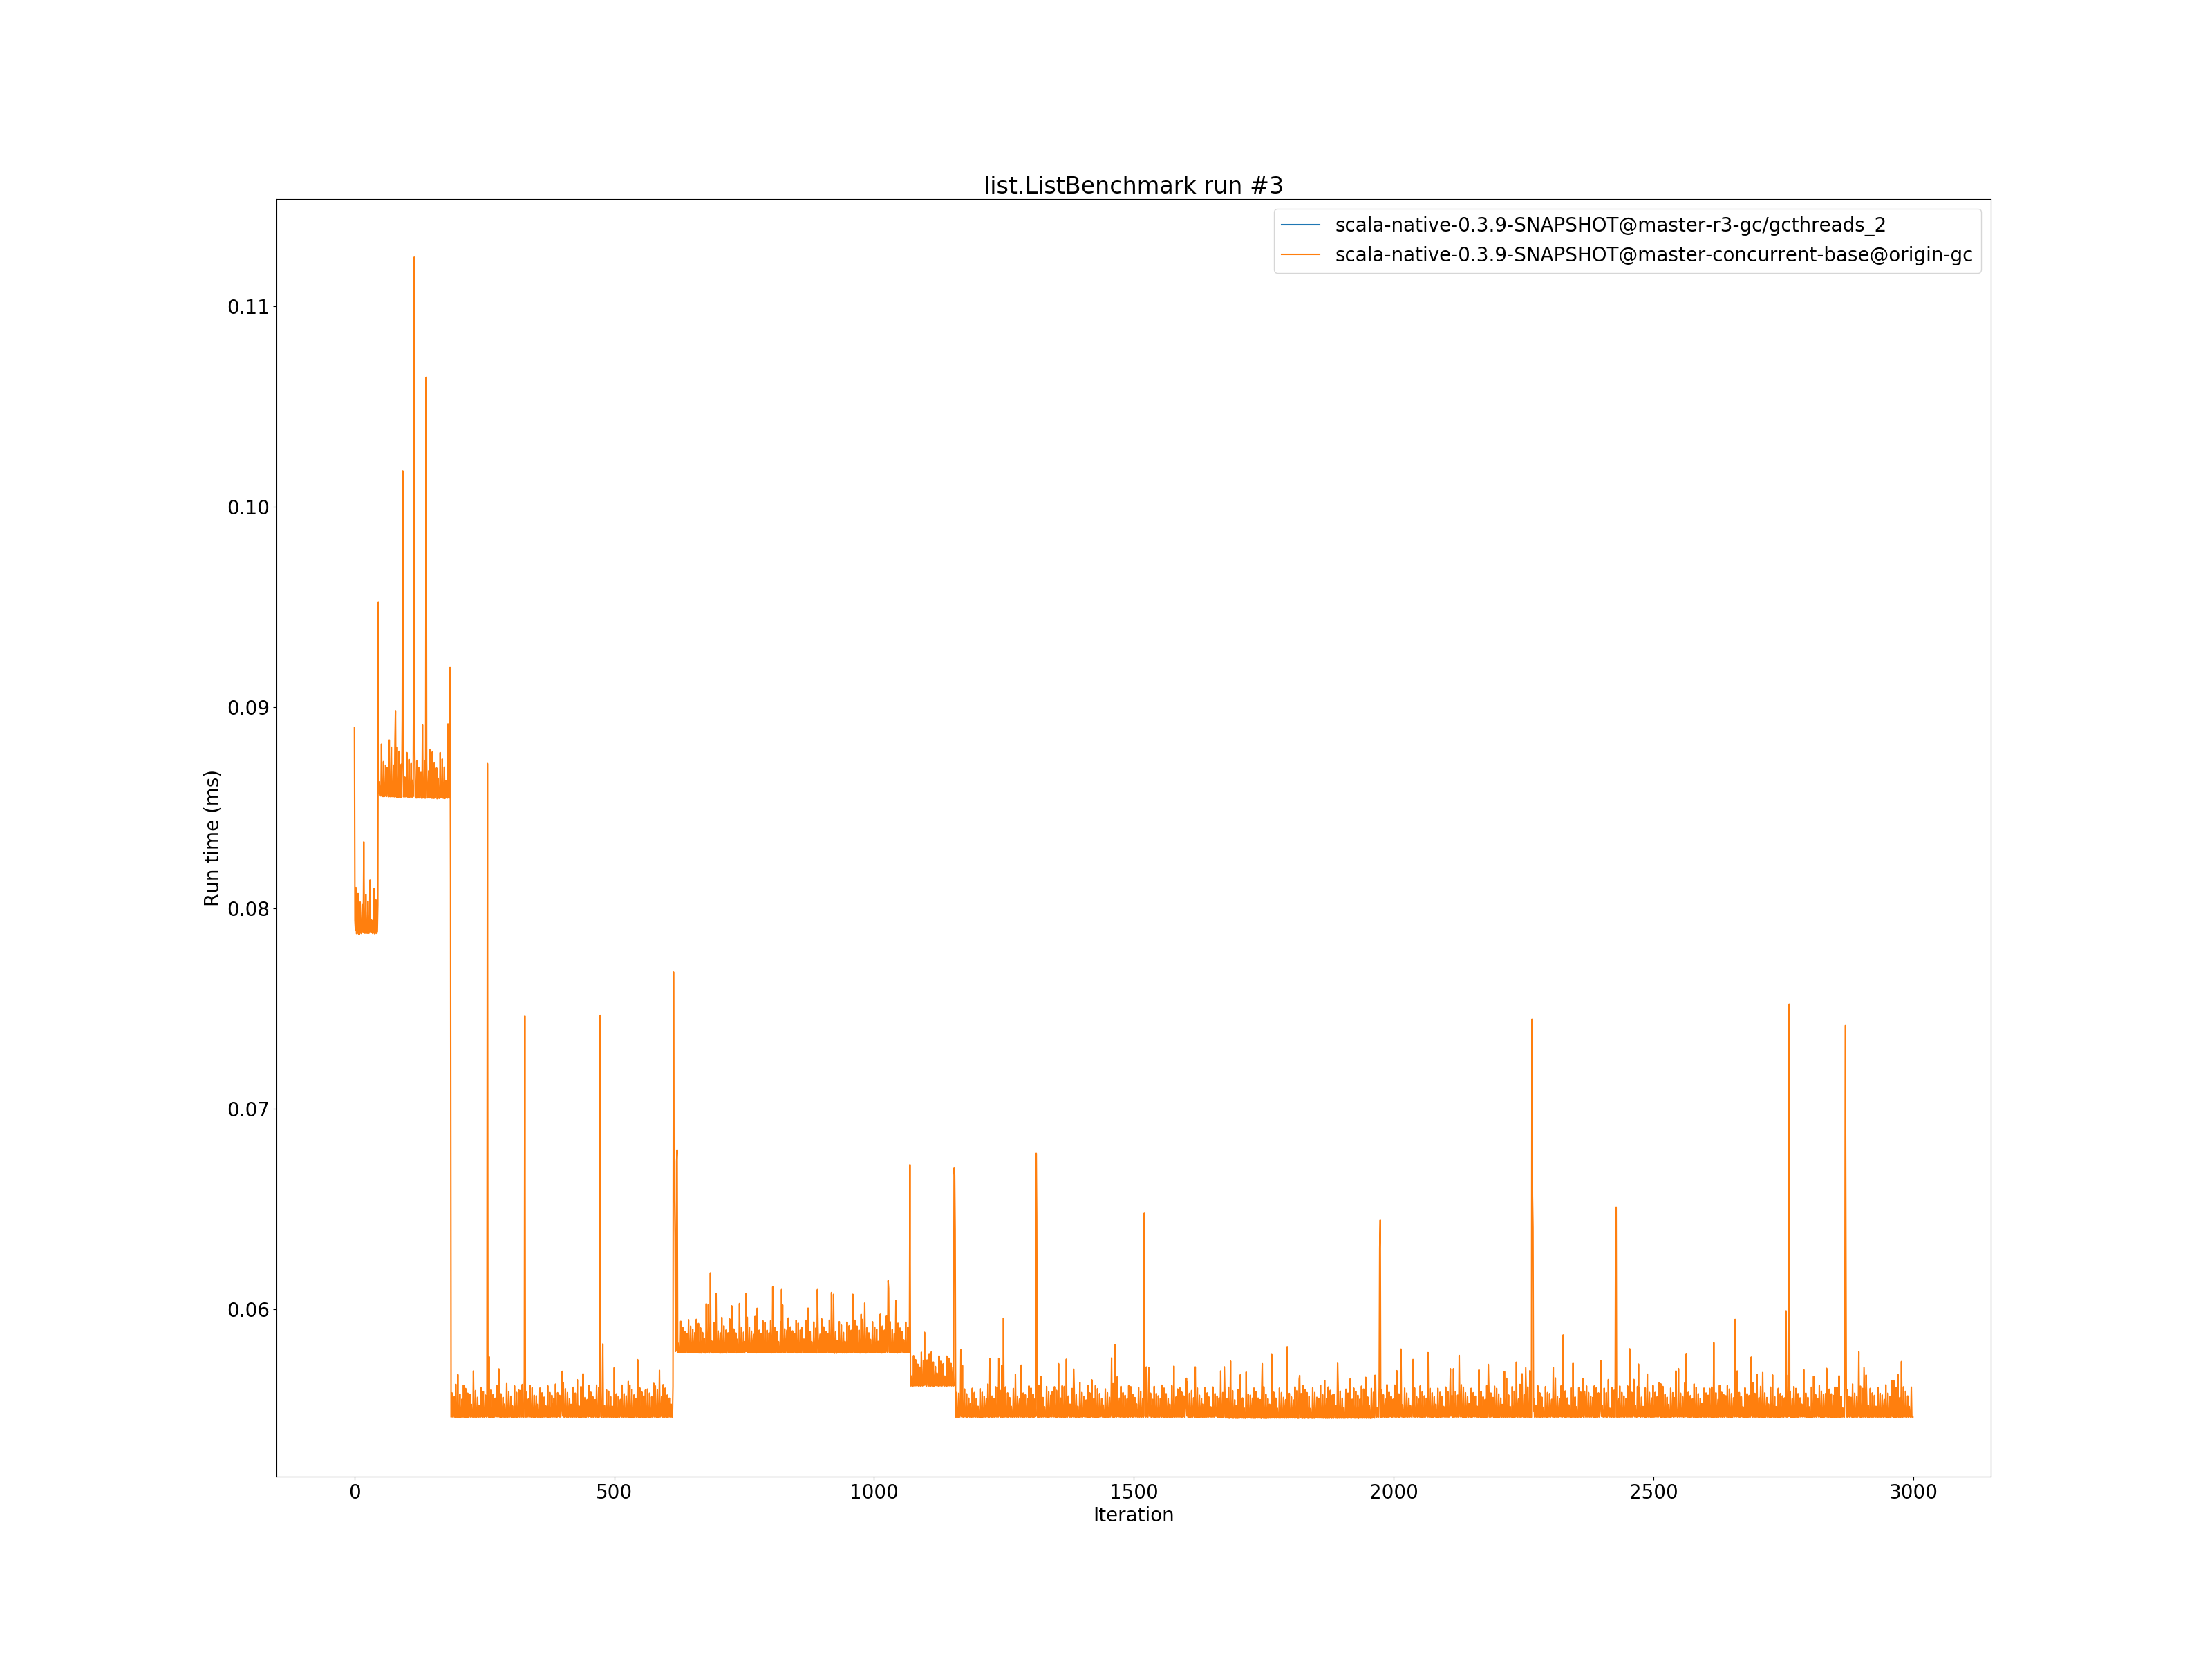 list.ListBenchmark run #3
scala-native-0.3.9-SNAPSHOT@master-r3-gc/gcthreads_2
scala-native-0.3.9-SNAPSHOT@master-concurrent-base@origin-gc
0.11
0.10
0.09
0.08
0.07
0.06
Run time (ms)
0 500 1000 1500 2000 2500 3000
Iteration